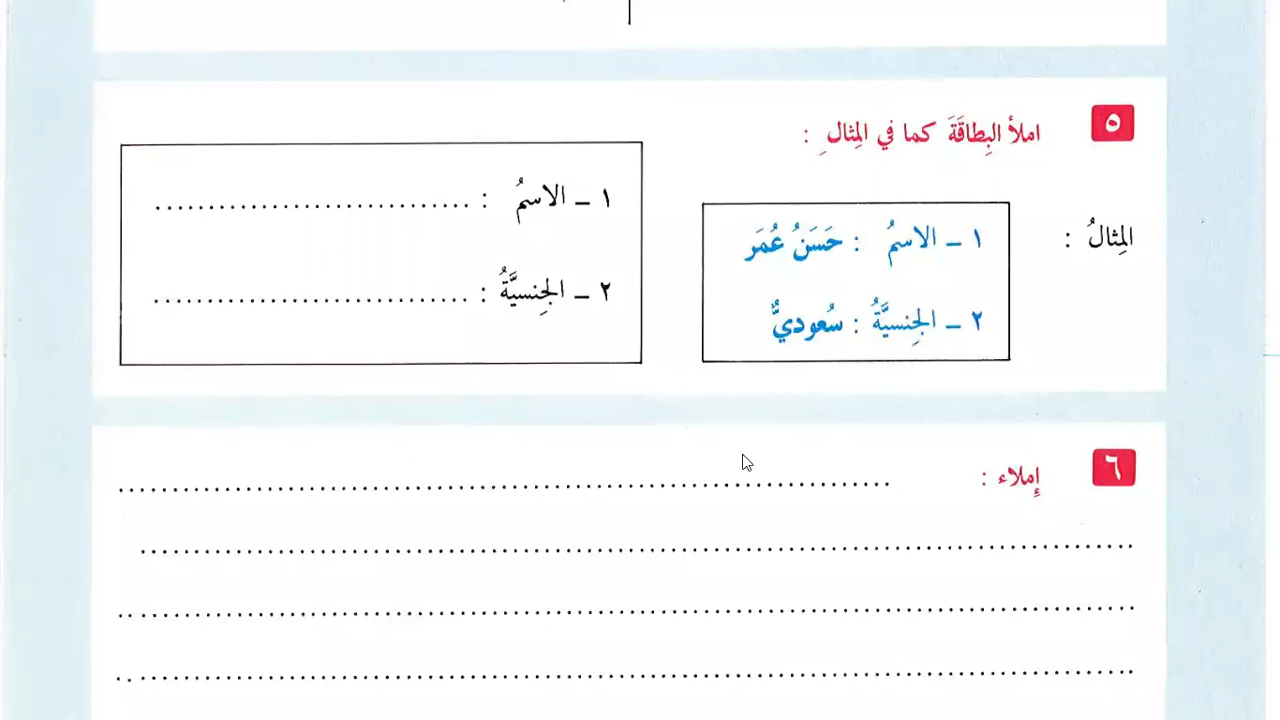 ٥ املأ البِطاقَةَ كما في المِثالِ :
المِثالُ :
١ ـ الاسمُ : حَسَنُ عُمَر
٢ ـ الجِنسيَّةُ : سُعوديٌّ
١ ـ الاسمُ : ..............................
٢ ـ الجِنسيَّةُ : ..............................
٦ إِملاء : ................................................................
................................................................................
................................................................................
................................................................................